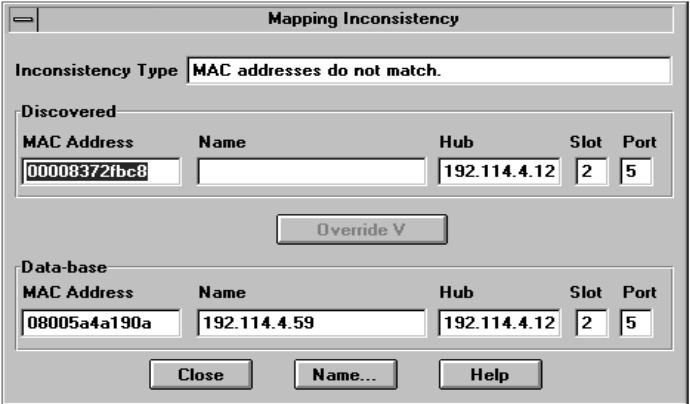 Mapping Inconsistency
Inconsistency Type MAC addresses do not match.
Discovered
MAC Address Name Hub Slot Port
00008372fbc8 192.114.4.12 2 5
Override V
Data-base
MAC Address Name Hub Slot Port
08005a4a190a 192.114.4.59 192.114.4.12 2 5
Close Name... Help